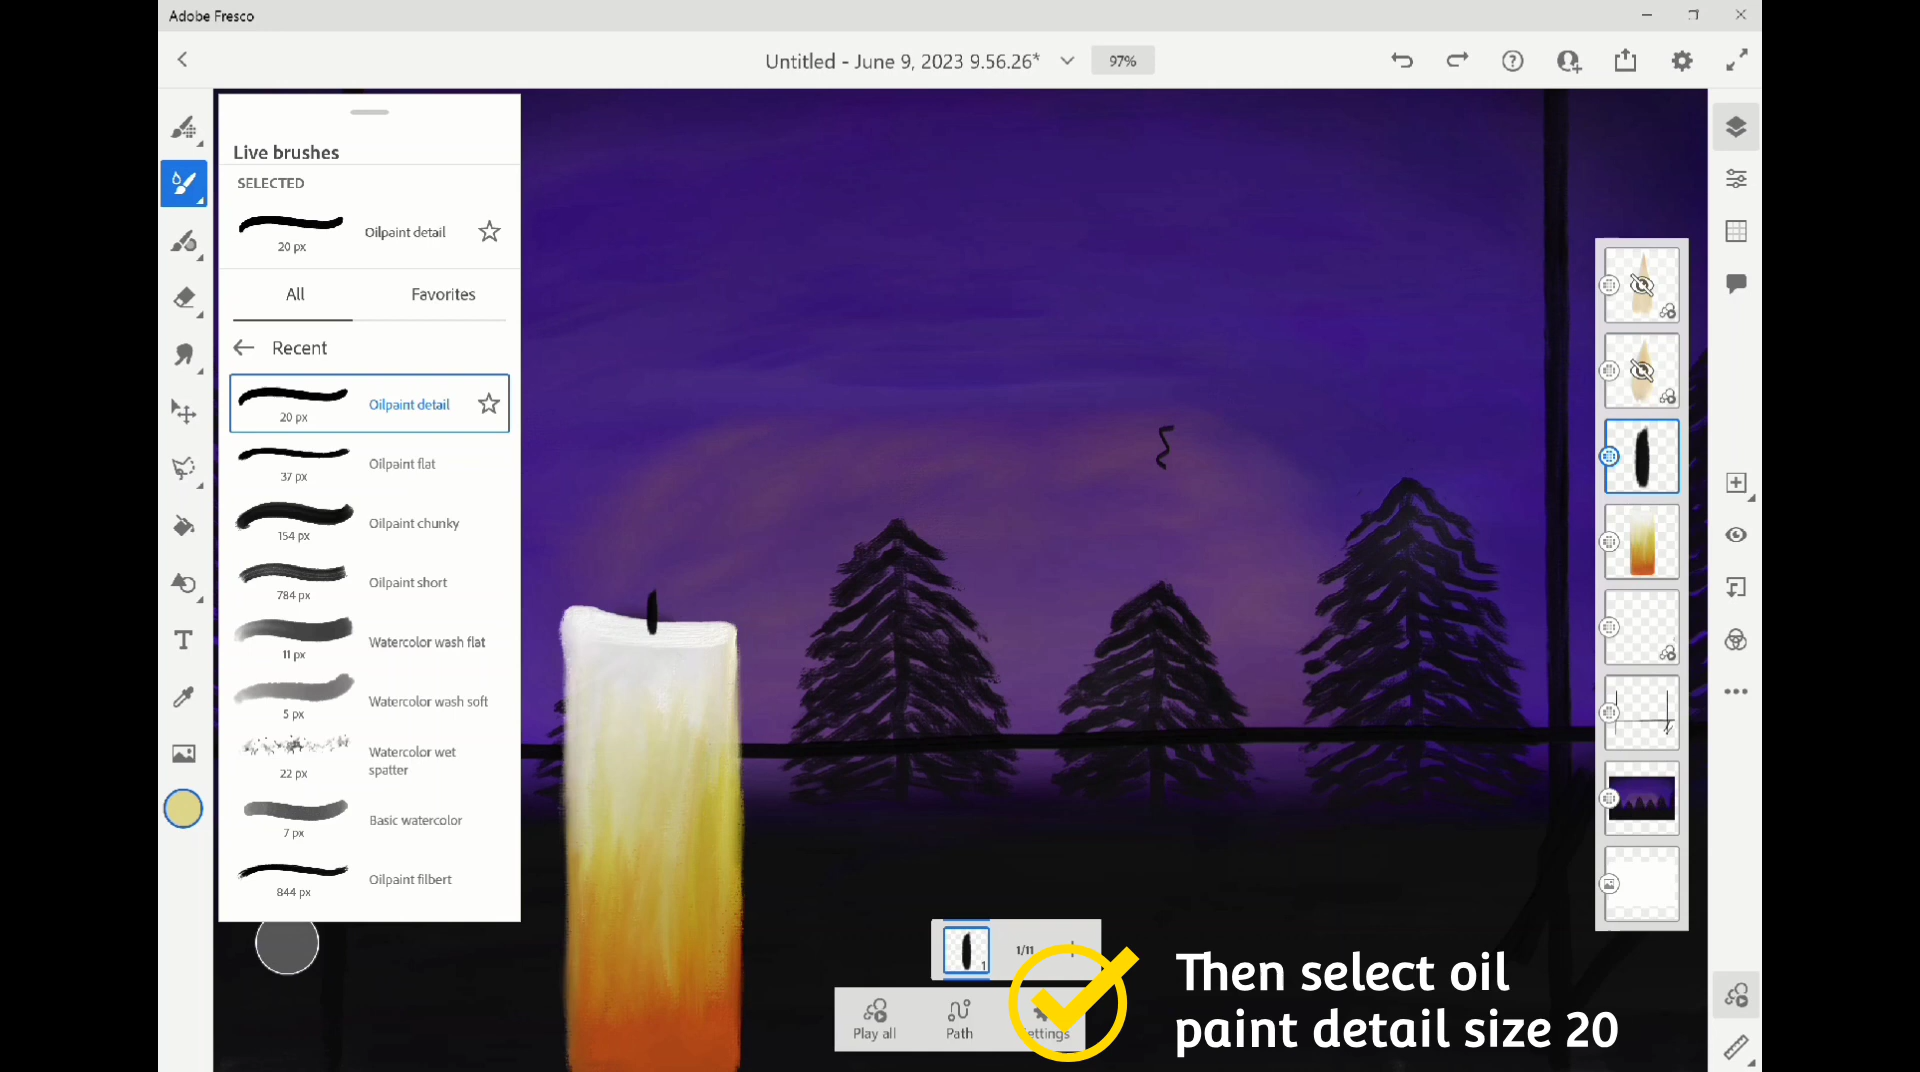 Adobe Fresco
Untitled - June 9, 2023 9.56.26*
97%
Live brushes
SELECTED
Oilpaint detail
20 px
All
Favorites
Recent
Oilpaint detail
20 px
Oilpaint flat
37 px
Oilpaint chunky
154 px
Oilpaint short
784 px
Watercolor wash flat
11 px
Watercolor wash soft
5 px
Watercolor wet
spatter
22 px
Basic watercolor
7 px
Oilpaint filbert
844 px
T
1
1/11
Play all
Path
ettings
Then select oil
paint detail size 20